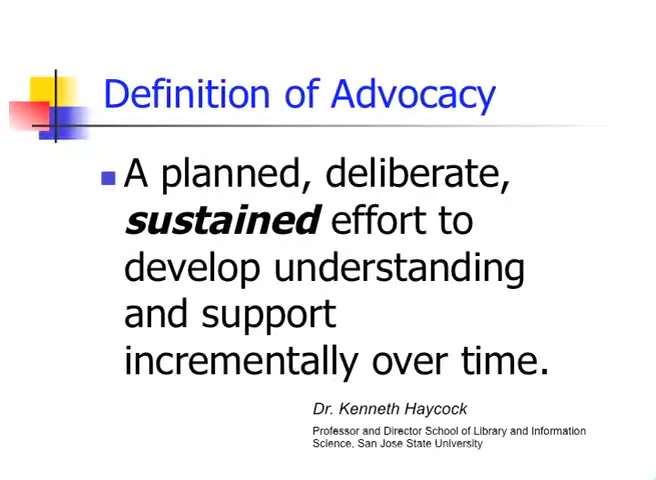 Definition of Advocacy
A planned, deliberate,
sustained effort to
develop understanding
and support
incrementally over time.
Dr. Kenneth Haycock
Professor and Director School of Library and Information
Science, San Jose State University